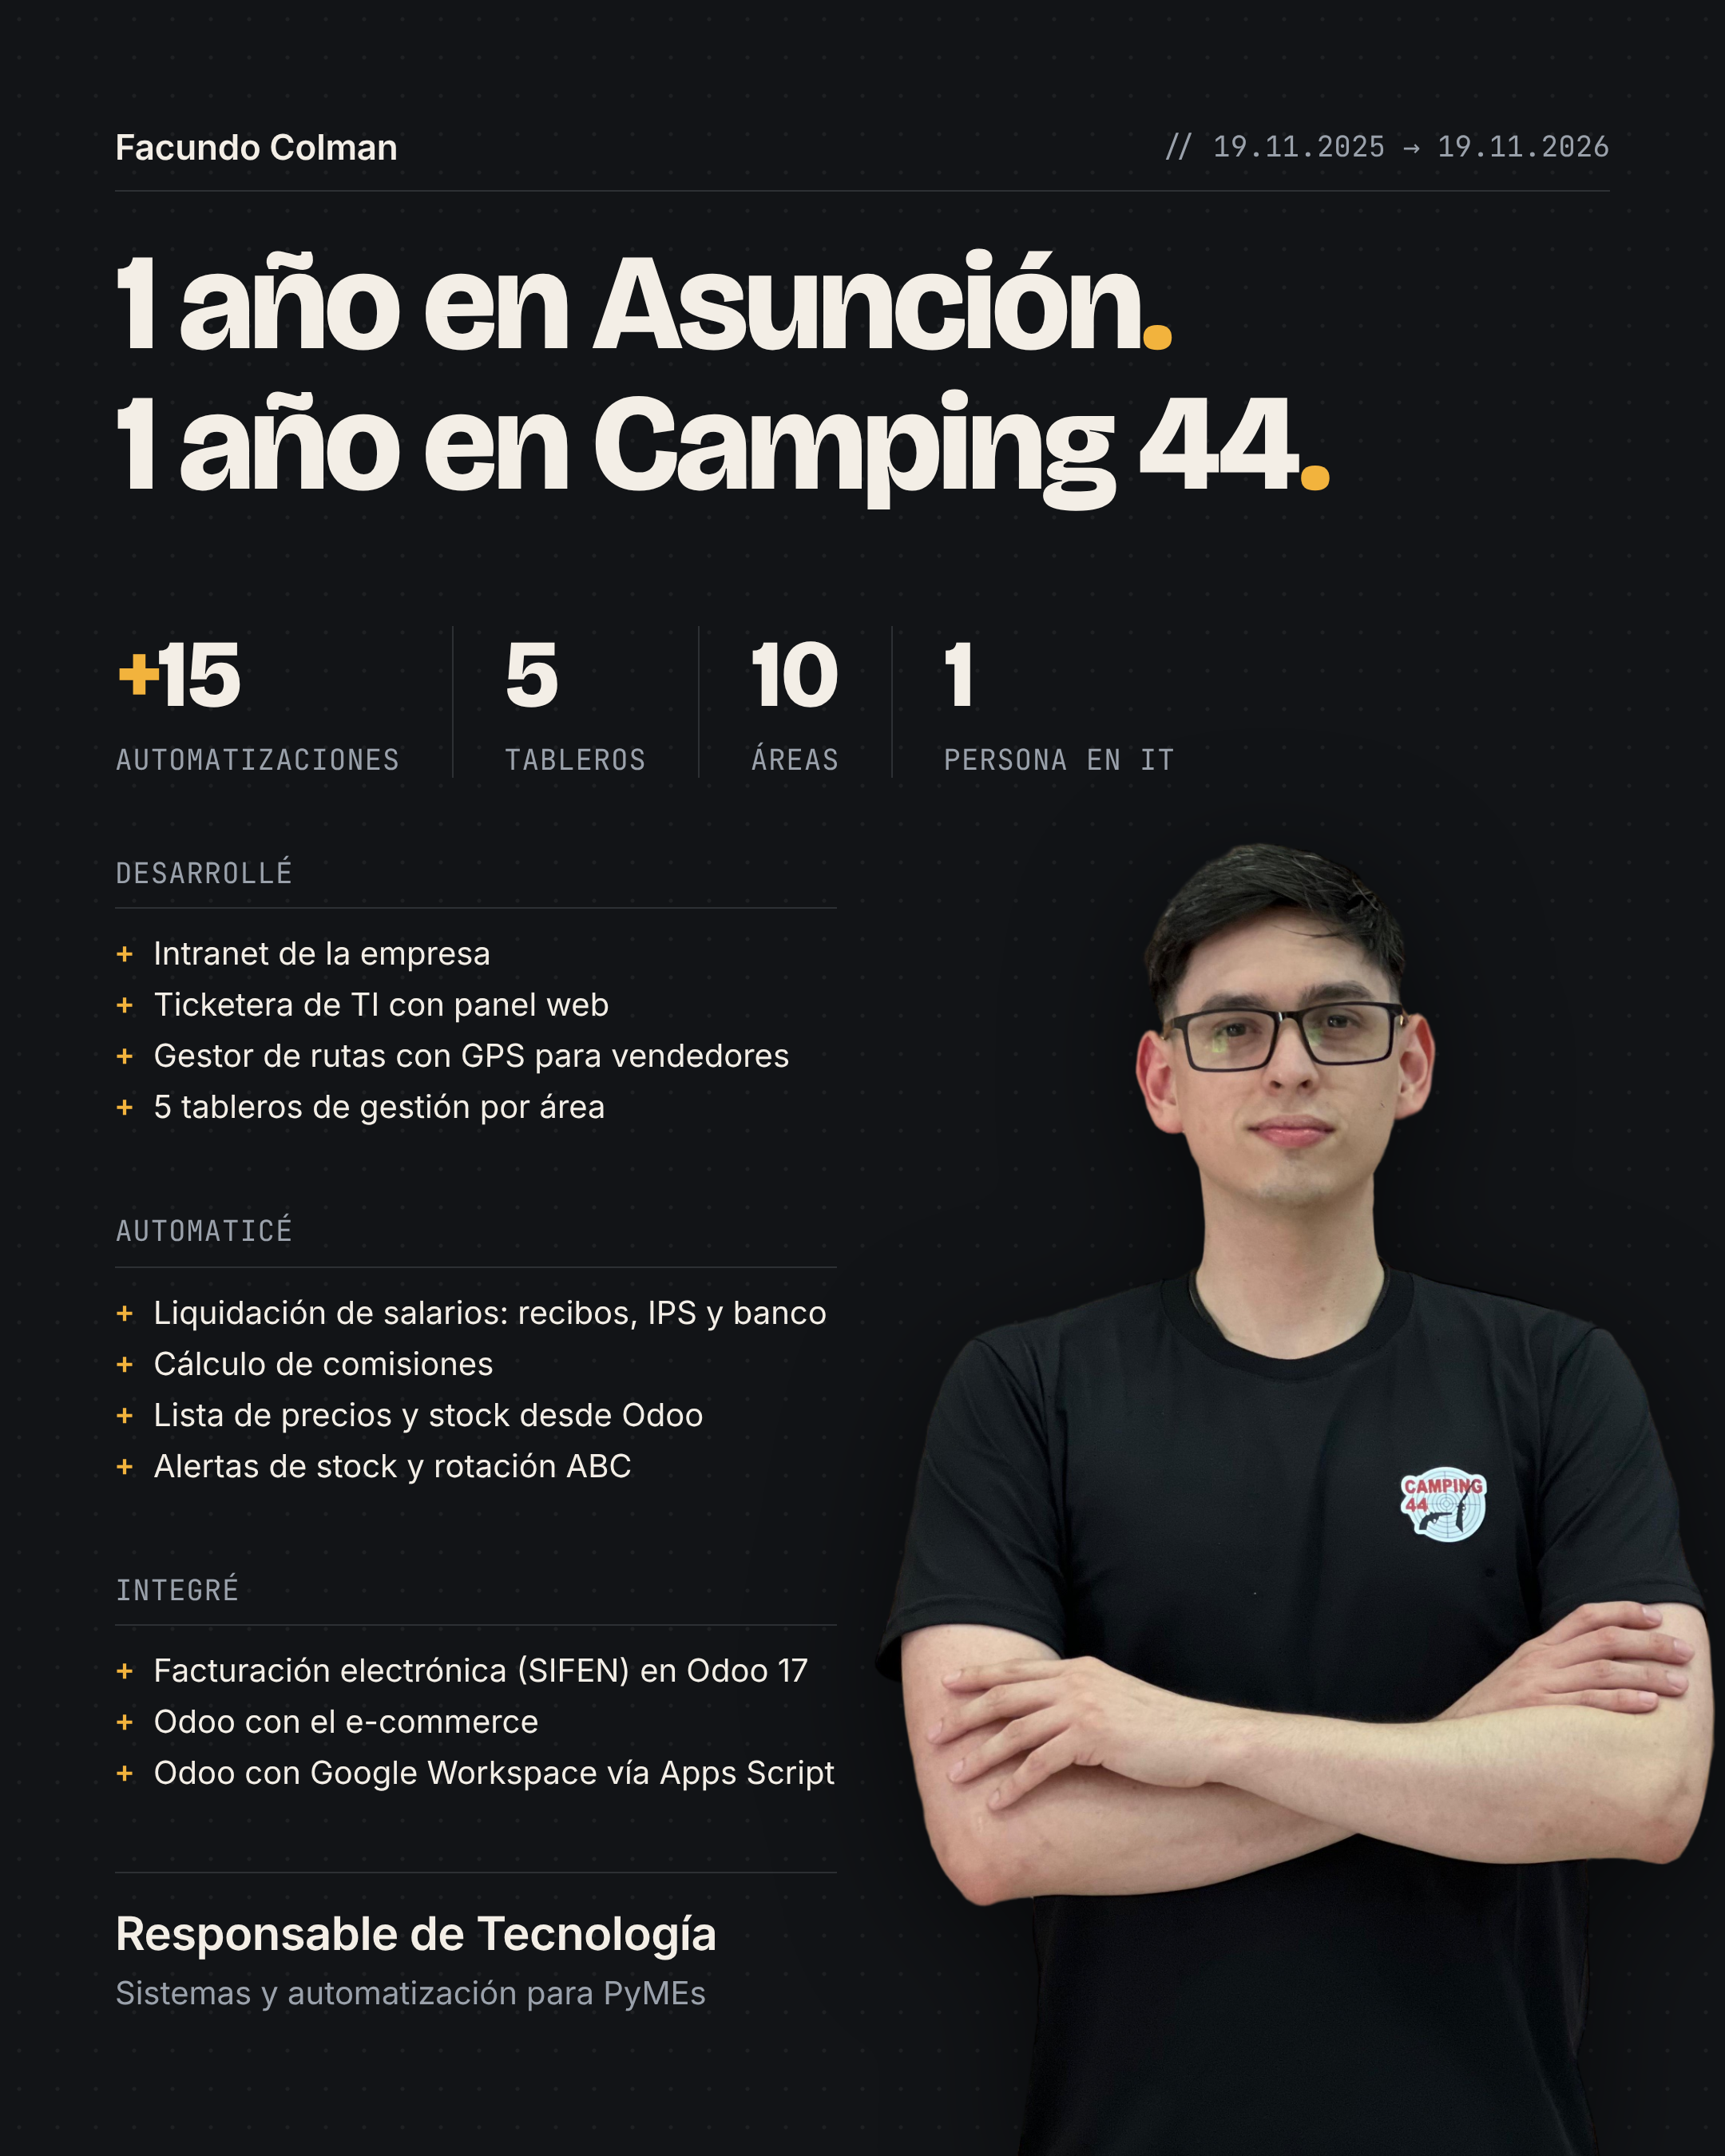 Facundo Colman
// 19.11.2025 → 19.11.2026
1 año en Asunción.
1 año en Camping 44.
+15
AUTOMATIZACIONES
5
TABLEROS
10
ÁREAS
1
PERSONA EN IT
DESARROLLÉ
+ Intranet de la empresa
+ Ticketera de TI con panel web
+ Gestor de rutas con GPS para vendedores
+ 5 tableros de gestión por área
AUTOMATICÉ
+ Liquidación de salarios: recibos, IPS y banco
+ Cálculo de comisiones
+ Lista de precios y stock desde Odoo
+ Alertas de stock y rotación ABC
INTEGRÉ
+ Facturación electrónica (SIFEN) en Odoo 17
+ Odoo con el e-commerce
+ Odoo con Google Workspace vía Apps Script
Responsable de Tecnología
Sistemas y automatización para PyMEs
CAMPING
44